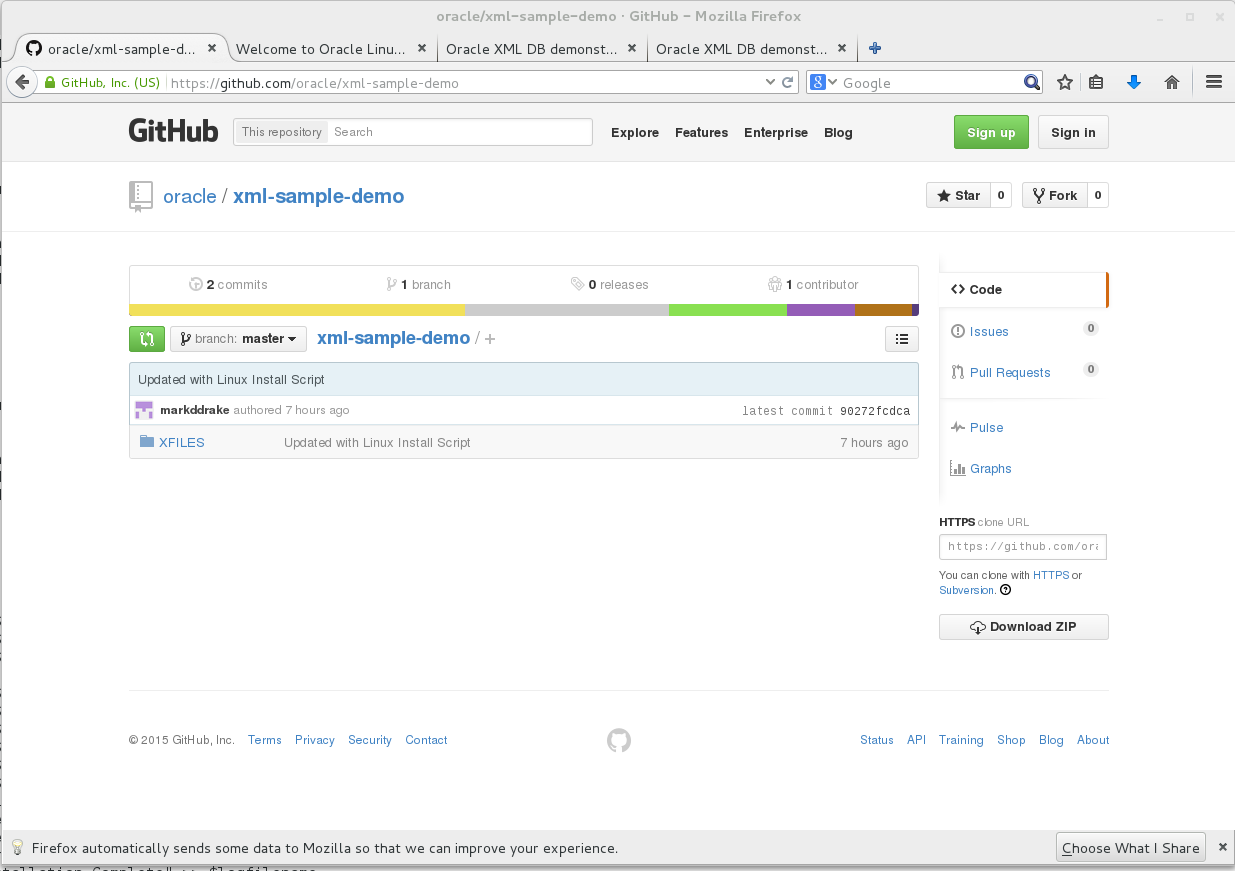 oracle/xml-sample-demo · GitHub - Mozilla Firefox
oracle/xml-sample-d... Welcome to Oracle Linu... Oracle XML DB demonst... Oracle XML DB demonst...
GitHub, Inc. (US) https://github.com/oracle/xml-sample-demo Google
GitHub This repository Search Explore Features Enterprise Blog Sign up Sign in
oracle / xml-sample-demo Star 0 Fork 0
2 commits 1 branch 0 releases 1 contributor
branch: master xml-sample-demo / +
Updated with Linux Install Script
markddrake authored 7 hours ago latest commit 90272fcdca
XFILES Updated with Linux Install Script 7 hours ago
Code
Issues 0
Pull Requests 0
Pulse
Graphs
HTTPS clone URL
https://github.com/ora
You can clone with HTTPS or
Subversion.
Download ZIP
© 2015 GitHub, Inc. Terms Privacy Security Contact Status API Training Shop Blog About
Firefox automatically sends some data to Mozilla so that we can improve your experience. Choose What I Share